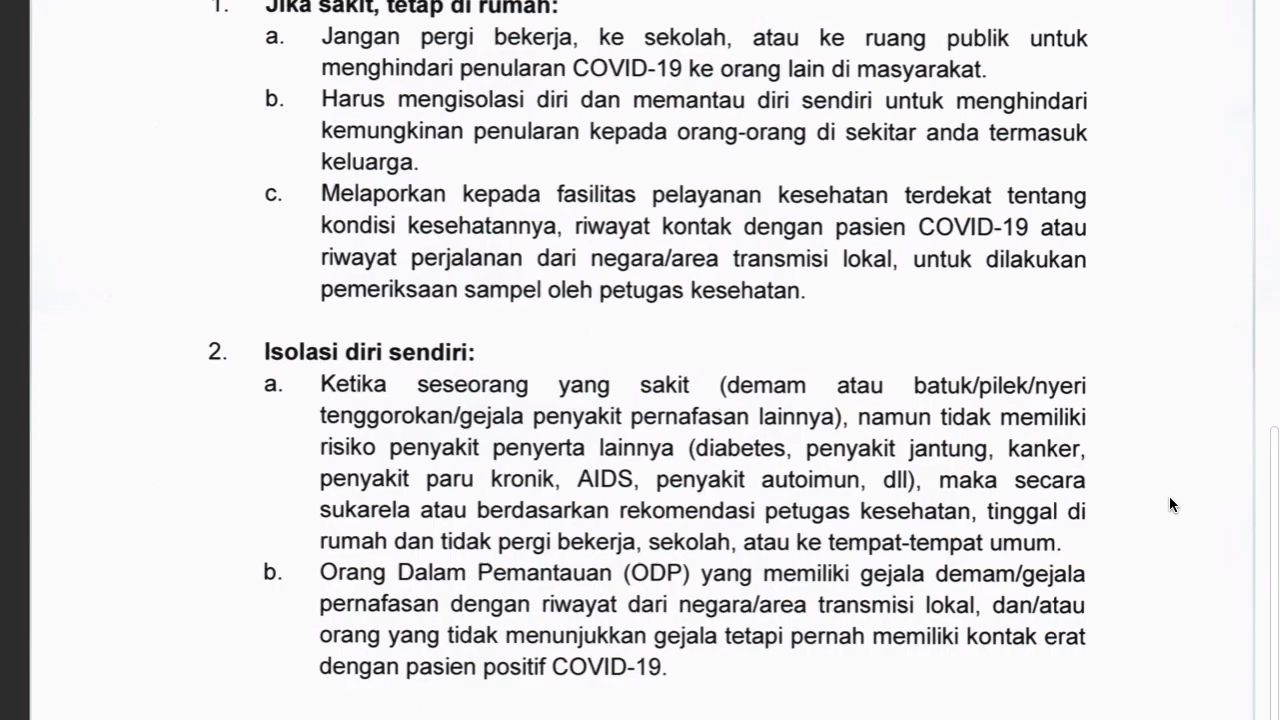 1. Jika sakit, tetap di rumah:
a. Jangan pergi bekerja, ke sekolah, atau ke ruang publik untuk
menghindari penularan COVID-19 ke orang lain di masyarakat.
b. Harus mengisolasi diri dan memantau diri sendiri untuk menghindari
kemungkinan penularan kepada orang-orang di sekitar anda termasuk
keluarga.
c. Melaporkan kepada fasilitas pelayanan kesehatan terdekat tentang
kondisi kesehatannya, riwayat kontak dengan pasien COVID-19 atau
riwayat perjalanan dari negara/area transmisi lokal, untuk dilakukan
pemeriksaan sampel oleh petugas kesehatan.
2. Isolasi diri sendiri:
a. Ketika seseorang yang sakit (demam atau batuk/pilek/nyeri
tenggorokan/gejala penyakit pernafasan lainnya), namun tidak memiliki
risiko penyakit penyerta lainnya (diabetes, penyakit jantung, kanker,
penyakit paru kronik, AIDS, penyakit autoimun, dll), maka secara
sukarela atau berdasarkan rekomendasi petugas kesehatan, tinggal di
rumah dan tidak pergi bekerja, sekolah, atau ke tempat-tempat umum.
b. Orang Dalam Pemantauan (ODP) yang memiliki gejala demam/gejala
pernafasan dengan riwayat dari negara/area transmisi lokal, dan/atau
orang yang tidak menunjukkan gejala tetapi pernah memiliki kontak erat
dengan pasien positif COVID-19.